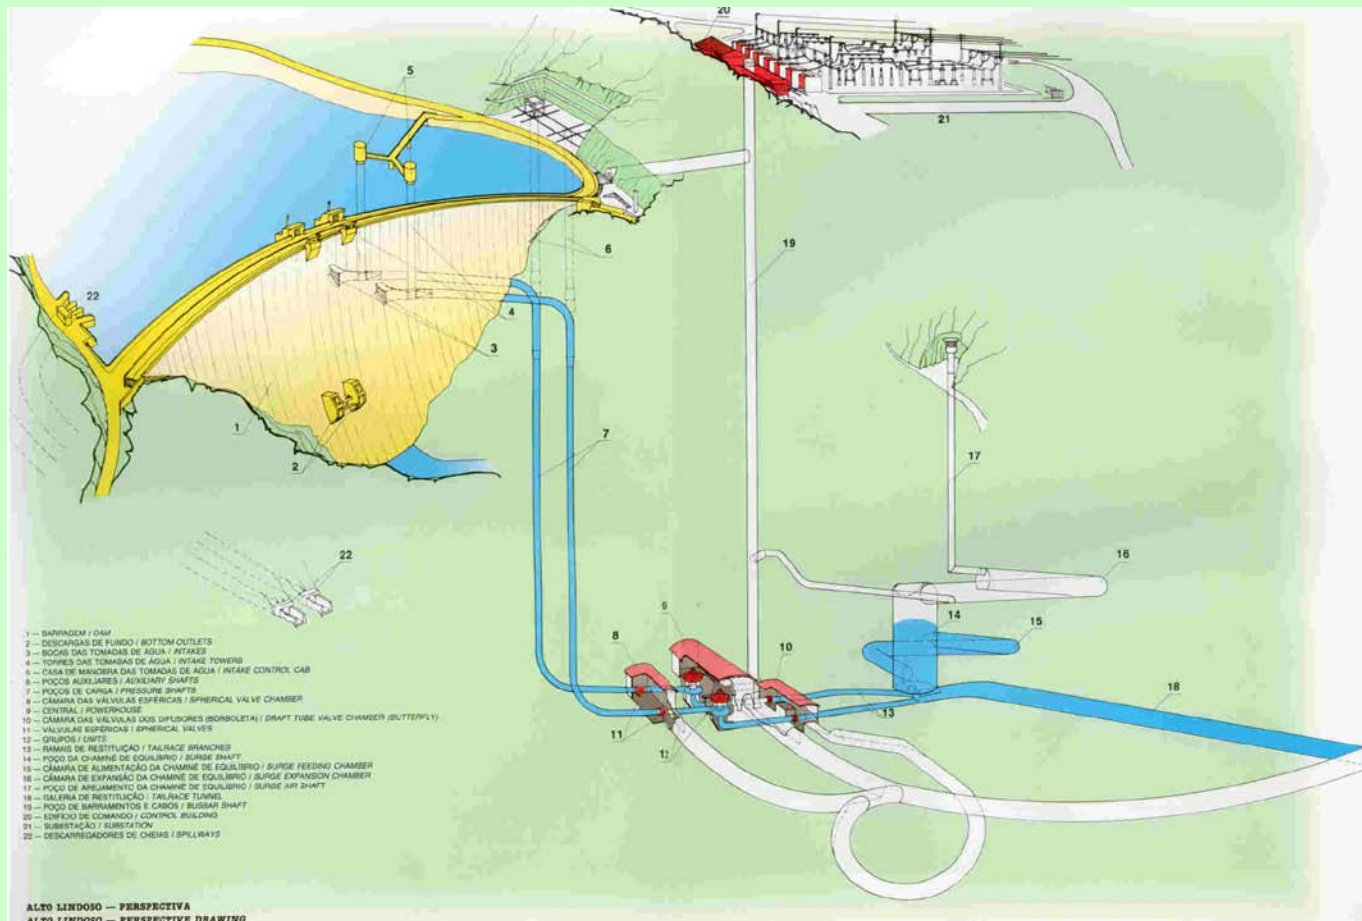 20
5
21
6
19
22
4
3
1
7
2
17
22
16
9
14
8
15
10
18
13
11
12
1 — BARRAGEM / DAM
2 — DESCARGAS DE FUNDO / BOTTOM OUTLETS
3 — BOCAS DAS TOMADAS DE ÁGUA / INTAKES
4 — TORRES DAS TOMADAS DE ÁGUA / INTAKE TOWERS
5 — CASA DE MANOBRA DAS TOMADAS DE ÁGUA / INTAKE CONTROL CAB
6 — POÇOS AUXILIARES / AUXILIARY SHAFTS
7 — POÇOS DE CARGA / PRESSURE SHAFTS
8 — CÂMARA DAS VÁLVULAS ESFÉRICAS / SPHERICAL VALVE CHAMBER
9 — CENTRAL / POWERHOUSE
10 — CÂMARA DAS VÁLVULAS DOS DIFUSORES (BORBOLETA) / DRAFT TUBE VALVE CHAMBER (BUTTERFLY)
11 — VÁLVULAS ESFÉRICAS / SPHERICAL VALVES
12 — GRUPOS / UNITS
13 — RAMAIS DE RESTITUIÇÃO / TAILRACE BRANCHES
14 — POÇO DA CHAMINÉ DE EQUILÍBRIO / SURGE SHAFT
15 — CÂMARA DE ALIMENTAÇÃO DA CHAMINÉ DE EQUILÍBRIO / SURGE FEEDING CHAMBER
16 — CÂMARA DE EXPANSÃO DA CHAMINÉ DE EQUILÍBRIO / SURGE EXPANSION CHAMBER
17 — POÇO DE AREJAMENTO DA CHAMINÉ DE EQUILÍBRIO / SURGE AIR SHAFT
18 — GALERIA DE RESTITUIÇÃO / TAILRACE TUNNEL
19 — POÇO DE BARRAMENTOS E CABOS / BUSBAR SHAFT
20 — EDIFÍCIO DE COMANDO / CONTROL BUILDING
21 — SUBESTAÇÃO / SUBSTATION
22 — DESCARREGADORES DE CHEIAS / SPILLWAYS
ALTO LINDOSO — PERSPECTIVA
ALTO LINDOSO — PERSPECTIVE DRAWING